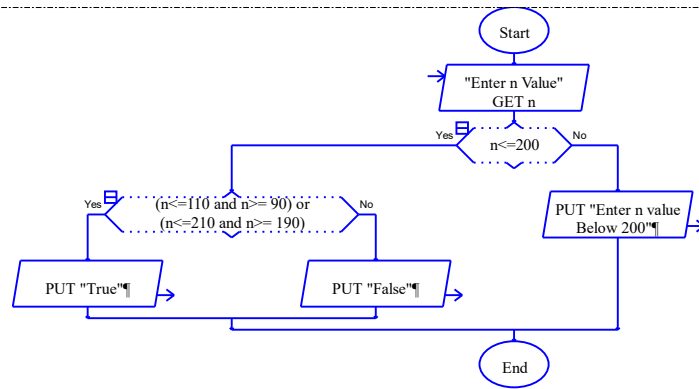 Start
"Enter n Value"
GET n
Yes
No
n<=200
Yes
(n<=110 and n>= 90) or
(n<=210 and n>= 190)
No
PUT "Enter n value
Below 200"¶
PUT "True"¶
PUT "False"¶
End